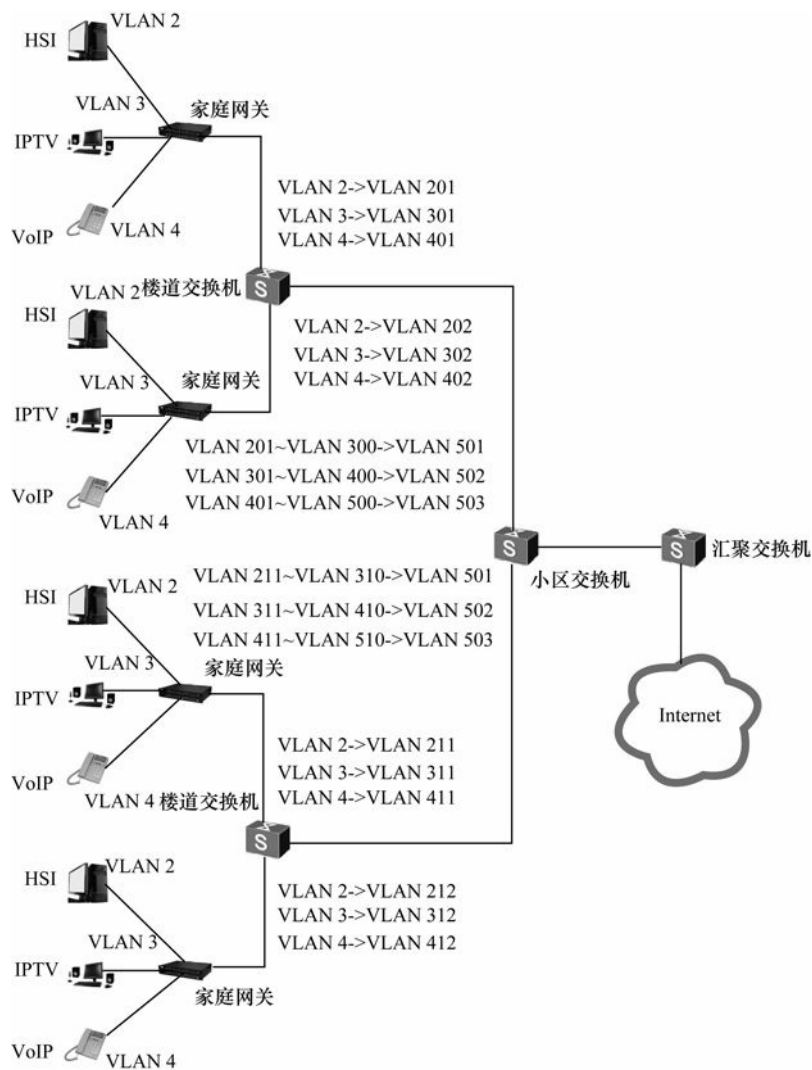 VLAN 2
HSI
VLAN 3
家庭网关
IPTV
VLAN 2->VLAN 201
VLAN 3->VLAN 301
VLAN 4->VLAN 401
VoIP
VLAN 4
VLAN 2
楼道交换机
HSI
VLAN 2->VLAN 202
VLAN 3->VLAN 302
VLAN 4->VLAN 402
VLAN 3
家庭网关
IPTV
VLAN 201~VLAN 300->VLAN 501
VLAN 301~VLAN 400->VLAN 502
VLAN 401~VLAN 500->VLAN 503
VoIP
VLAN 4
汇聚交换机
小区交换机
VLAN 2
VLAN 211~VLAN 310->VLAN 501
VLAN 311~VLAN 410->VLAN 502
VLAN 411~VLAN 510->VLAN 503
HSI
VLAN 3
家庭网关
IPTV
Internet
VLAN 2->VLAN 211
VLAN 3->VLAN 311
VLAN 4->VLAN 411
VoIP
VLAN 4
楼道交换机
VLAN 2
HSI
VLAN 2->VLAN 212
VLAN 3->VLAN 312
VLAN 4->VLAN 412
VLAN 3
IPTV
家庭网关
VoIP
VLAN 4
S
S
S
S